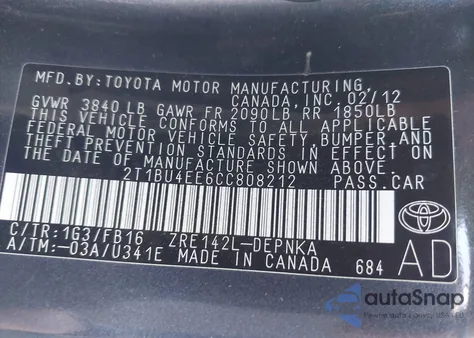 MFD.BY:TOYOTA MOTOR MANUFACTURING,
CANADA,INC. 02/12
GVWR 3840 LB GAWR FR 2090LB RR 1850LB
THIS VEHICLE CONFORMS TO ALL APPLICABLE
FEDERAL MOTOR VEHICLE SAFETY,BUMPER,AND
THEFT PREVENTION STANDARDS IN EFFECT
ON THE DATE OF MANUFACTURE SHOWN ABOVE.
2T1BU4EE6CC808212 PASS.CAR
C/TR:1G3/FB16 ZRE142L-DEPNKA
A/TM:-03A/U341E MADE IN CANADA 684
AD
autoSnap